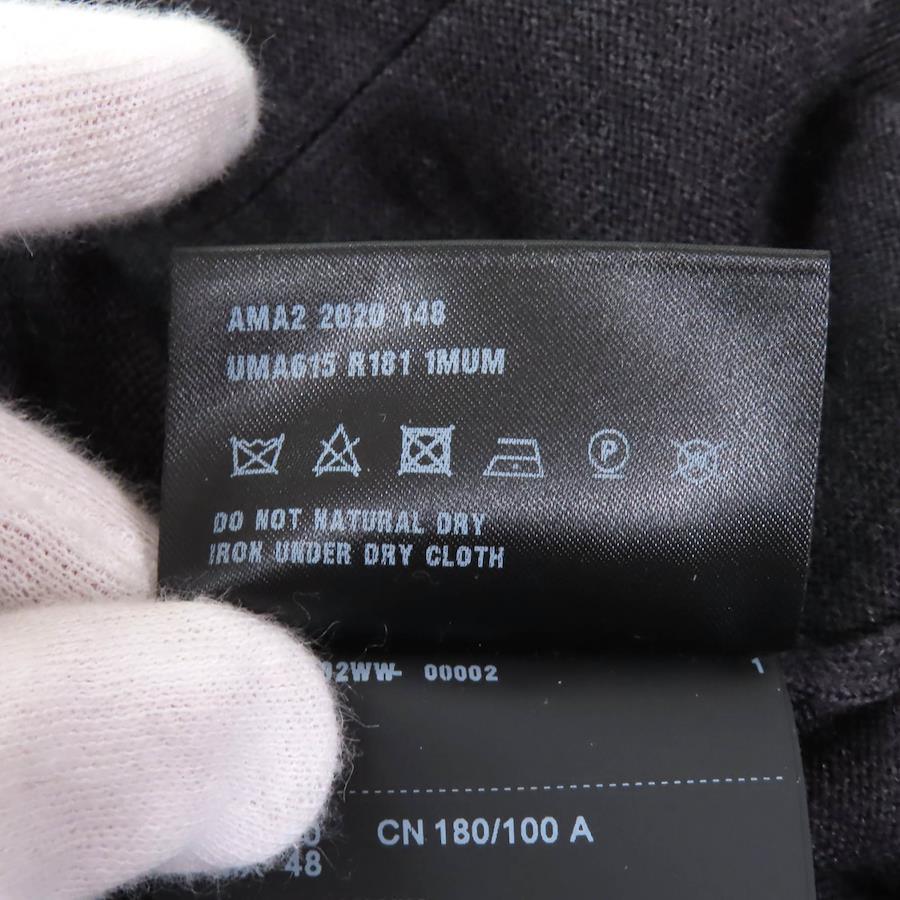 AMA2 2020 148
UMA615 R181 1MUM
P
DO NOT NATURAL DRY
IRON UNDER DRY CLOTH
02WW- 00002 1
CN 180/100 A
48